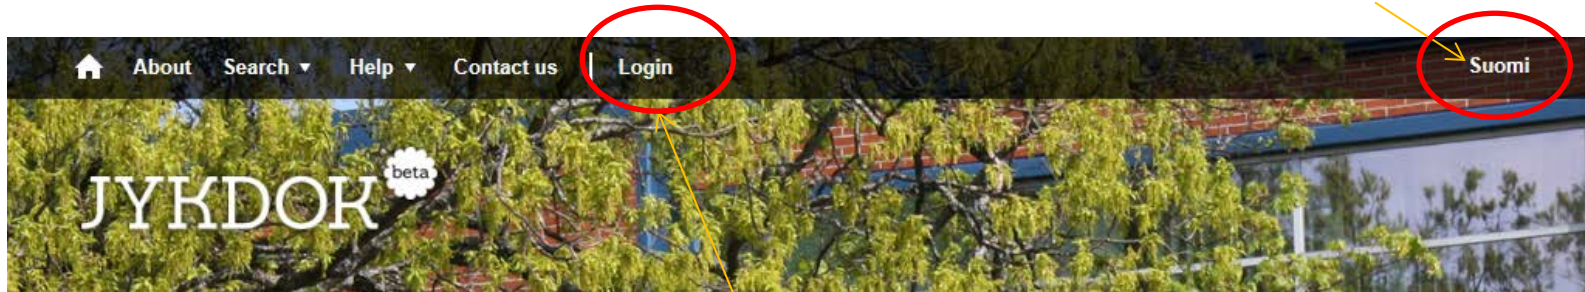 About Search ▼ Help ▼ Contact us | Login Suomi
JYKDOK beta